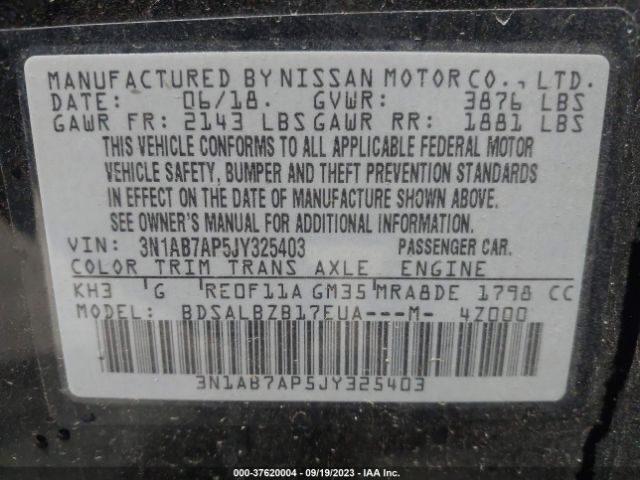 MANUFACTURED BY NISSAN MOTOR CO., LTD.
DATE: 06/18. GVWR: 3876 LBS
GAWR FR: 2143 LBS GAWR RR: 1881 LBS
THIS VEHICLE CONFORMS TO ALL APPLICABLE FEDERAL MOTOR
VEHICLE SAFETY, BUMPER AND THEFT PREVENTION STANDARDS
IN EFFECT ON THE DATE OF MANUFACTURE SHOWN ABOVE.
SEE OWNER'S MANUAL FOR ADDITIONAL INFORMATION.
VIN: 3N1AB7AP5JY325403 PASSENGER CAR.
COLOR TRIM TRANS AXLE ENGINE
KH3 G RE0F11A GM35 MRA8DE 1798 CC
MODEL: BDSALBZB17EUA---M- 4Z000
3N1AB7AP5JY325403
000-37620004 - 09/19/2023 - IAA Inc.